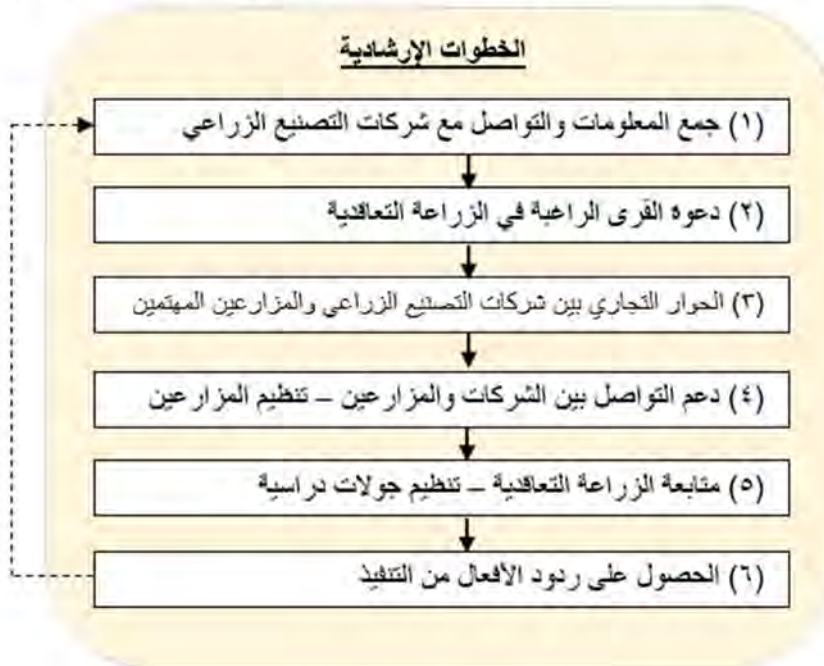 الخطوات الإرشادية
(١) جمع المعلومات والتواصل مع شركات التصنيع الزراعي
(٢) دعوة القرى الراغبة في الزراعة التعاقدية
(٣) الحوار التجاري بين شركات التصنيع الزراعي والمزارعين المهتمين
(٤) دعم التواصل بين الشركات والمزارعين – تنظيم المزارعين
(٥) متابعة الزراعة التعاقدية – تنظيم جولات دراسية
(٦) الحصول على ردود الأفعال من التنفيذ